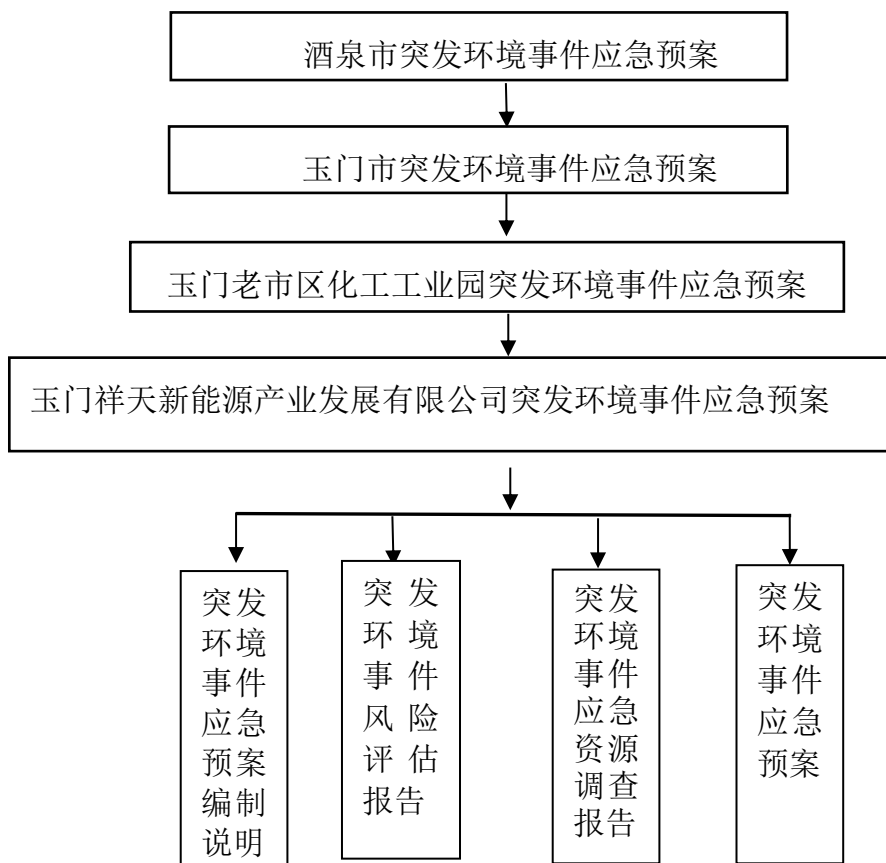 酒泉市突发环境事件应急预案
玉门市突发环境事件应急预案
玉门老市区化工工业园突发环境事件应急预案
玉门祥天新能源产业发展有限公司突发环境事件应急预案
突发
环境
事件
应急
预案
编制
说明
突发
环境
事件
风险
评估
报告
突发
环境
事件
应急
资源
调查
报告
突发
环境
事件
应急
预案